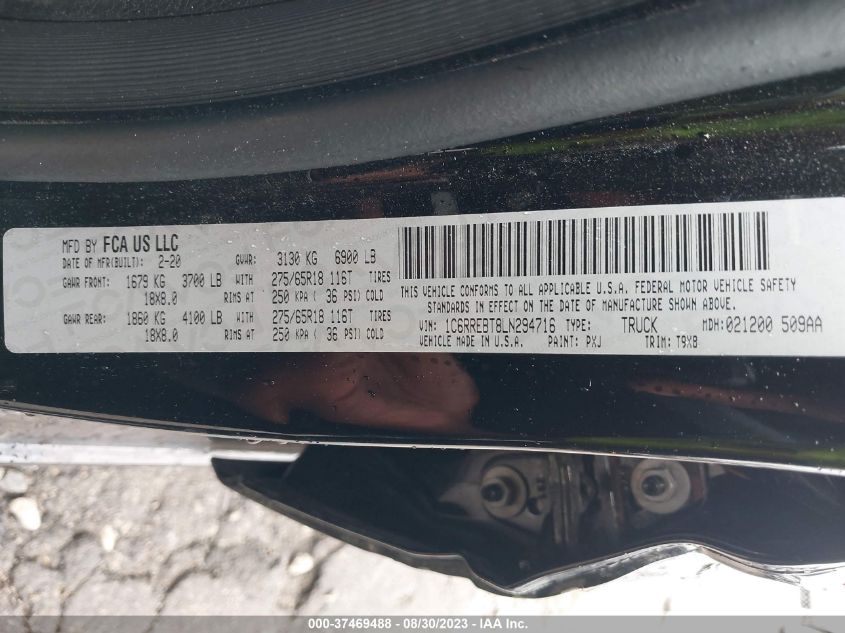 MFD BY FCA US LLC
DATE OF MFR(BUILT): 2-20 GVWR: 3130 KG 6900 LB
GAWR FRONT: 1679 KG 3700 LB WITH 275/65R18 116T TIRES
18X8.0 RIMS AT 250 KPA ( 36 PSI) COLD
GAWR REAR: 1860 KG 4100 LB WITH 275/65R18 116T TIRES
18X8.0 RIMS AT 250 KPA ( 36 PSI) COLD
THIS VEHICLE CONFORMS TO ALL APPLICABLE U.S.A. FEDERAL MOTOR VEHICLE SAFETY
STANDARDS IN EFFECT ON THE DATE OF MANUFACTURE SHOWN ABOVE.
VIN: 1C6RREBT8LN294716 TYPE: TRUCK MDH: 021200 509AA
VEHICLE MADE IN U.S.A. PAINT: PXJ TRIM: T9X8
000-37469488 - 08/30/2023 - IAA Inc.